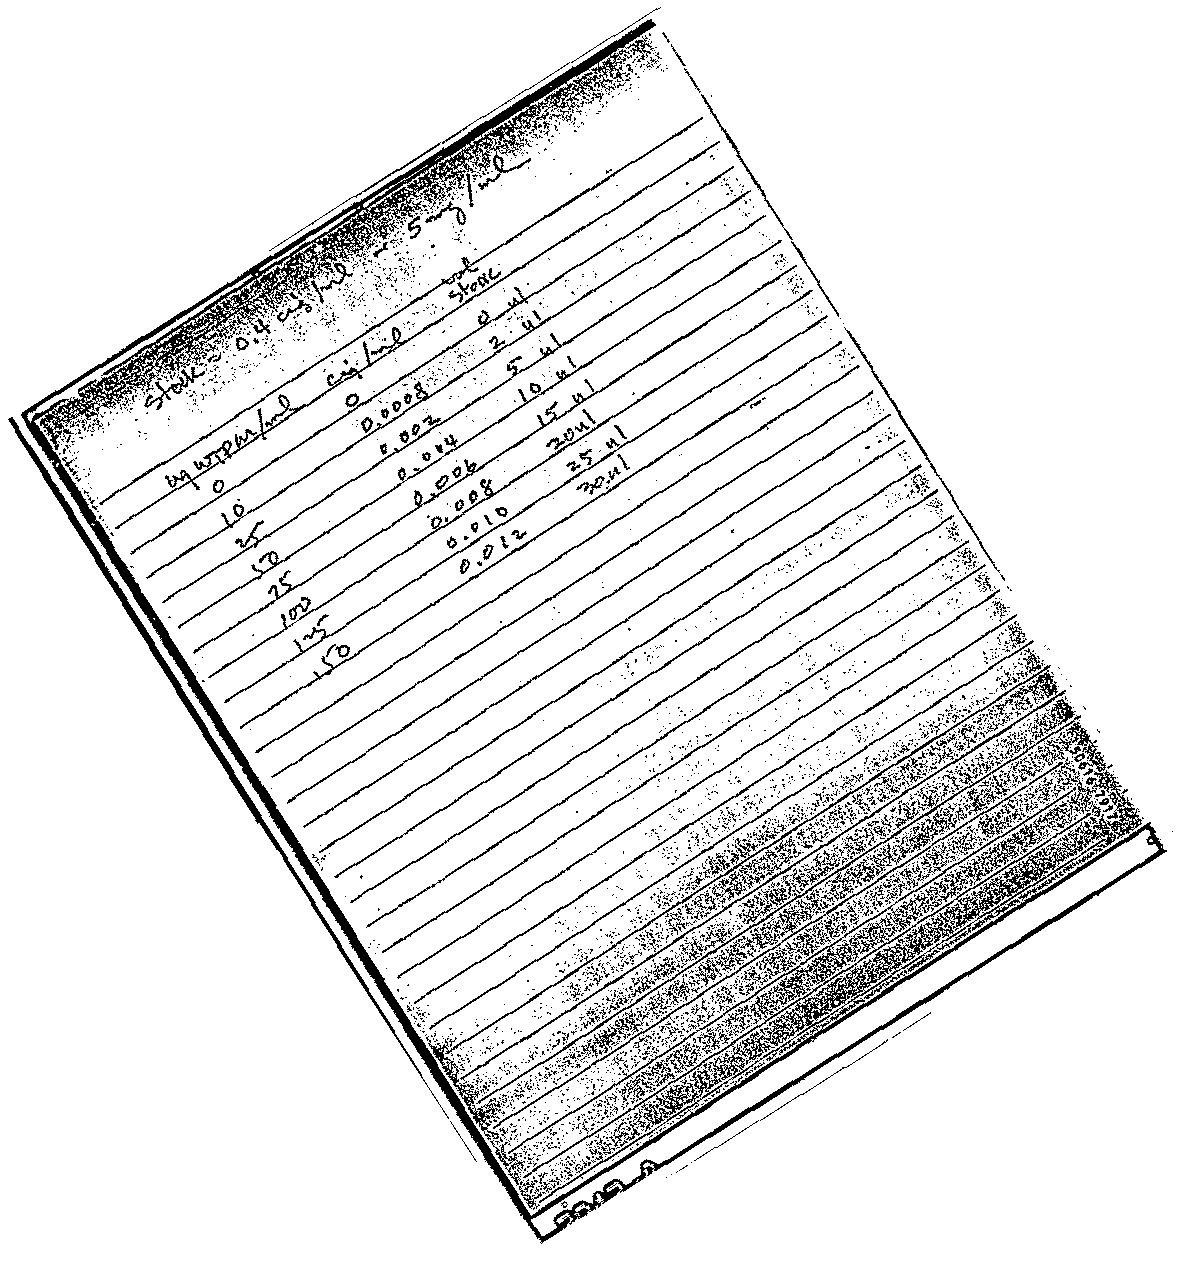 Stock ~ 0.4 cig/ml ~ 5 mg/ml
ug WTPM/ml cig/ml vol stock
0 0 0 ul
10 0.0008 2 ul
25 0.002 5 ul
50 0.004 10 ul
75 0.006 15 ul
100 0.008 20 ul
125 0.010 25 ul
150 0.012 30 ul